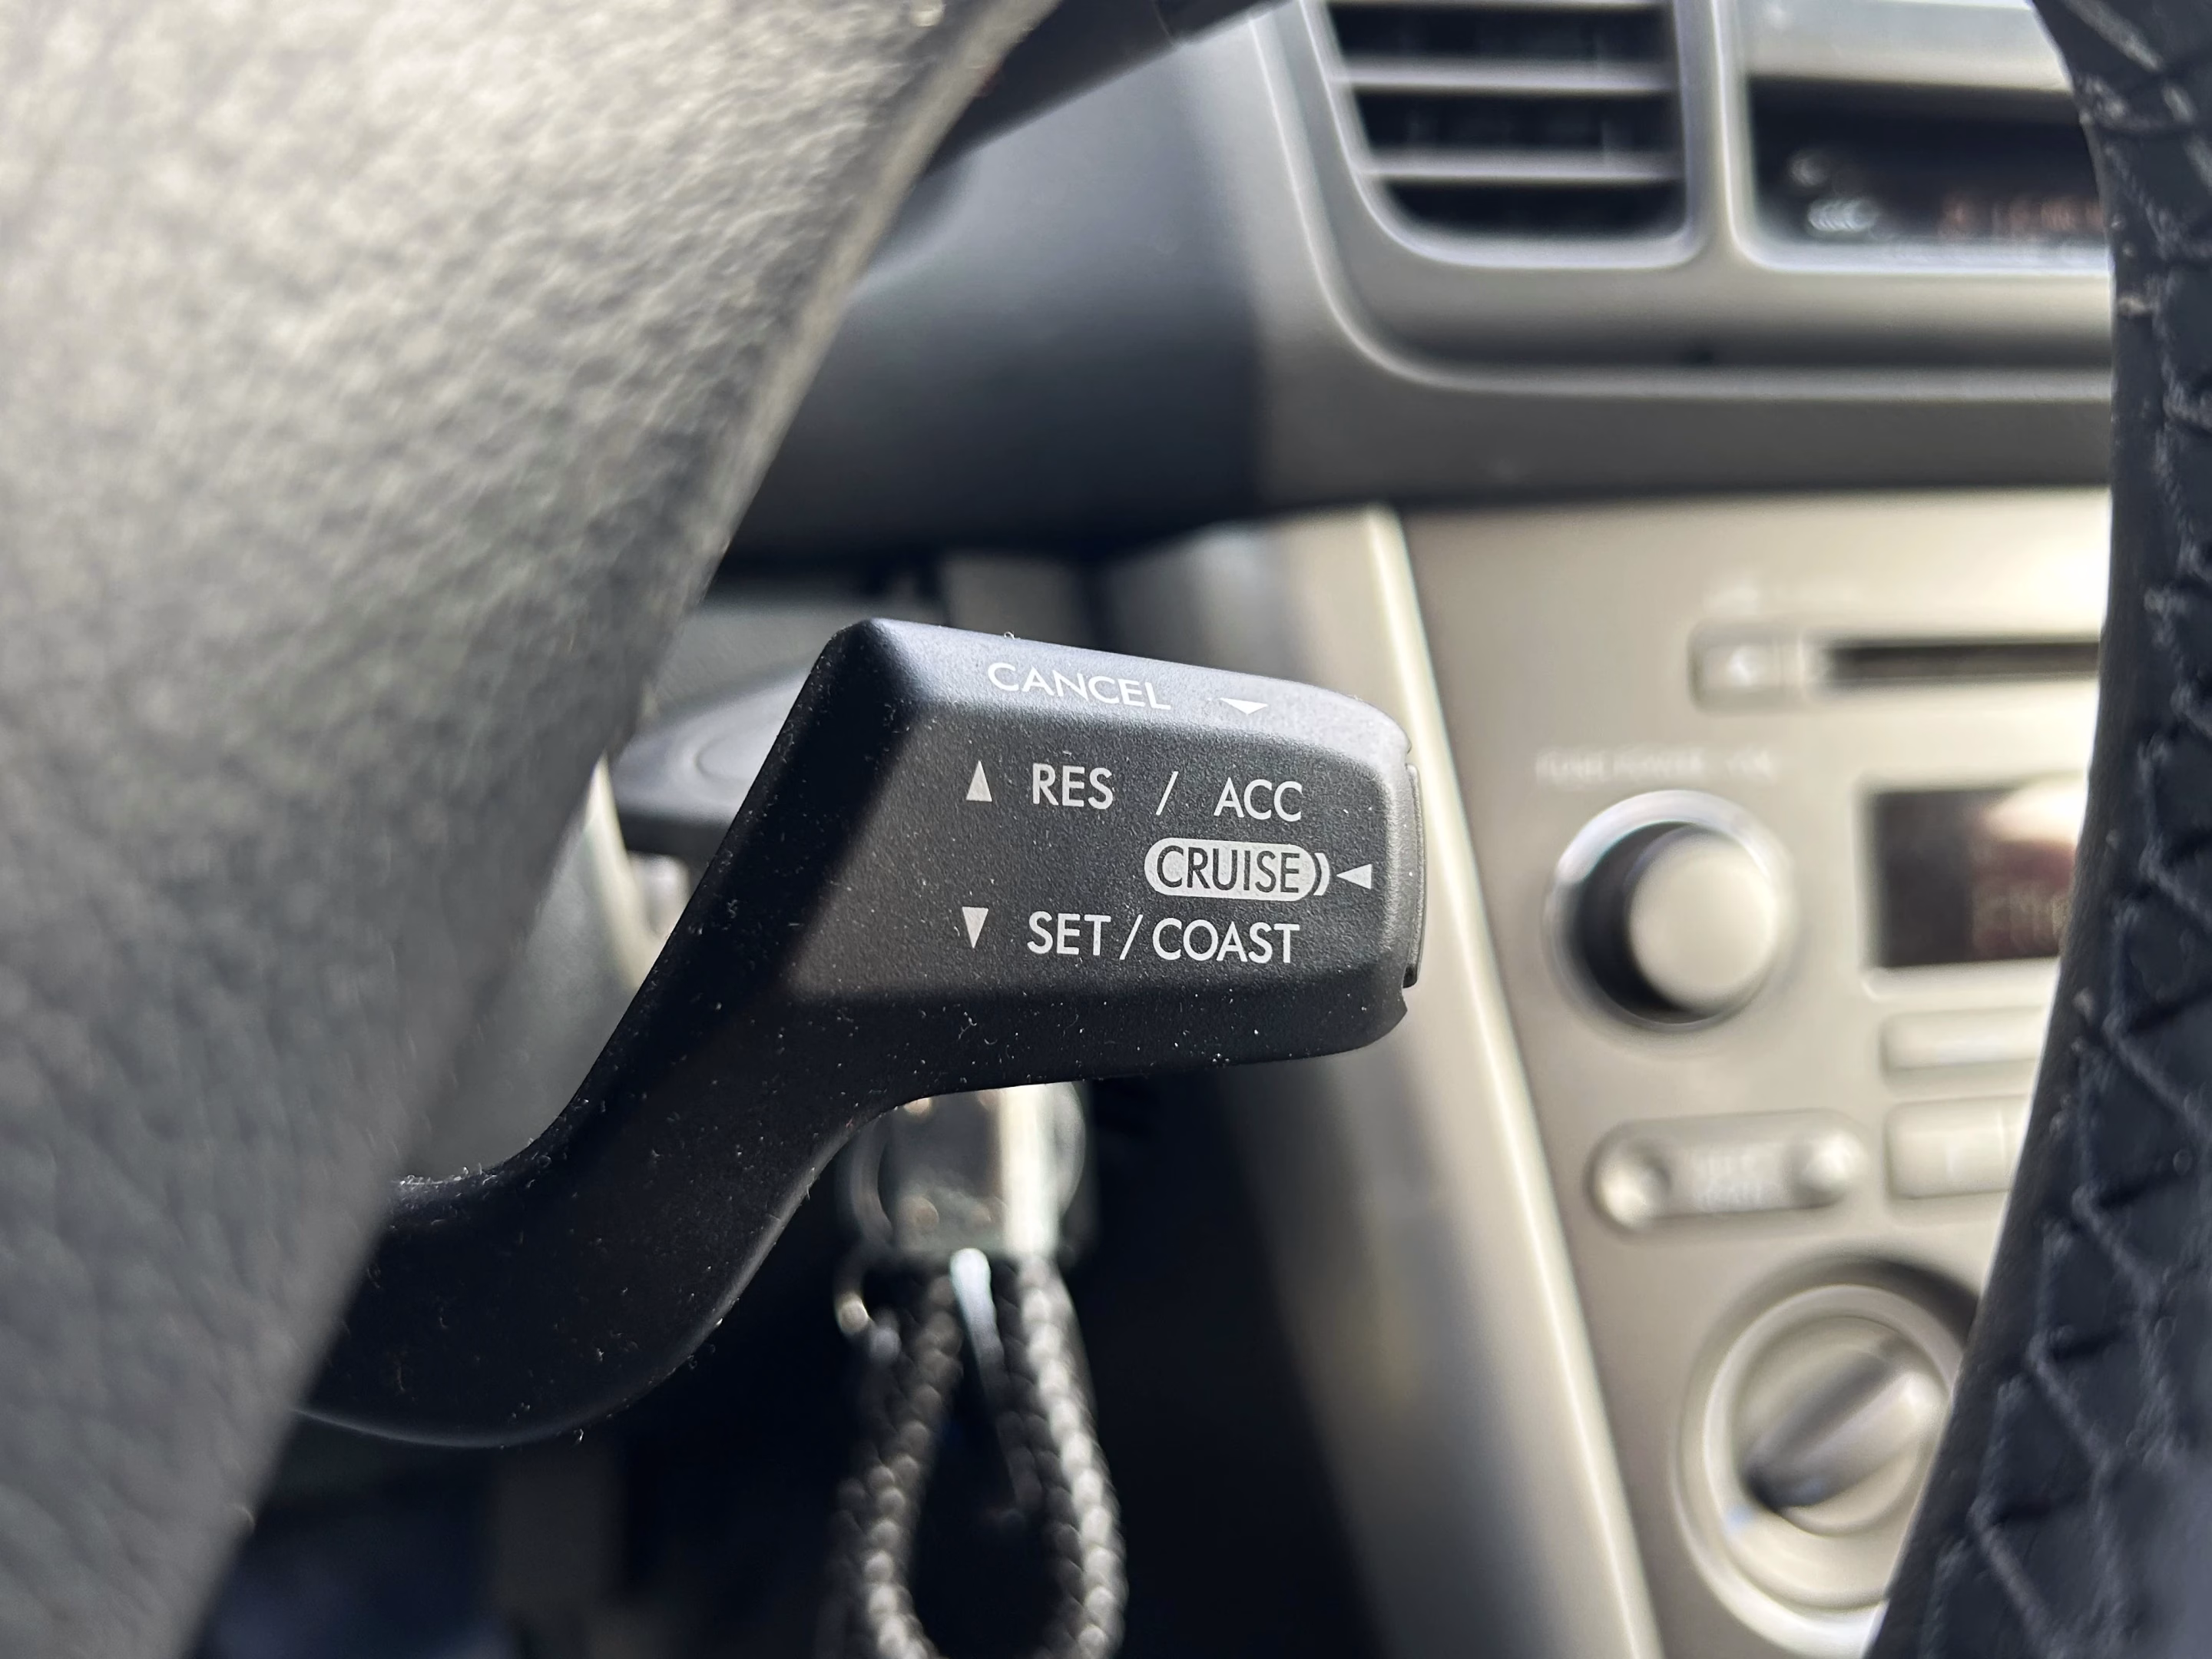 CANCEL
RES / ACC
CRUISE
SET / COAST